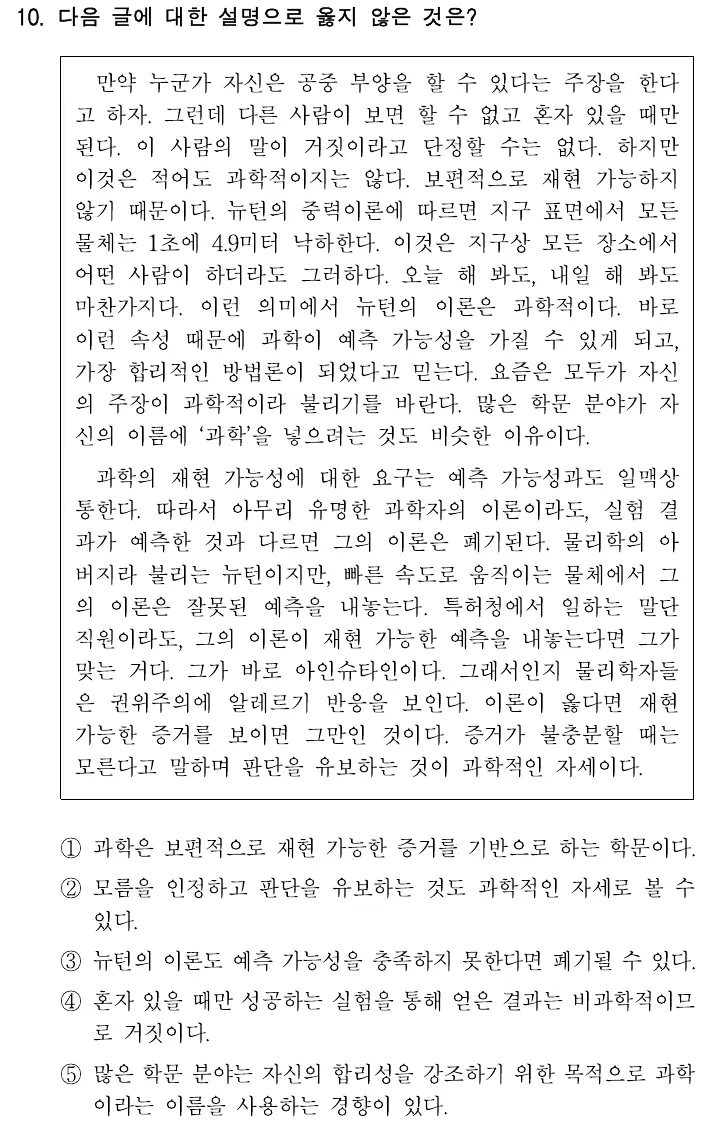 10. 다음 글에 대한 설명으로 옳지 않은 것은?
만약 누군가 자신은 공중 부양을 할 수 있다는 주장을 한다
고 하자. 그런데 다른 사람이 보면 할 수 없고 혼자 있을 때만
된다. 이 사람의 말이 거짓이라고 단정할 수는 없다. 하지만
이것은 적어도 과학적이지는 않다. 보편적으로 재현 가능하지
않기 때문이다. 뉴턴의 중력이론에 따르면 지구 표면에서 모든
물체는 1초에 4.9미터 낙하한다. 이것은 지구상 모든 장소에서
어떤 사람이 하더라도 그러하다. 오늘 해 봐도, 내일 해 봐도
마찬가지다. 이런 의미에서 뉴턴의 이론은 과학적이다. 바로
이런 속성 때문에 과학이 예측 가능성을 가질 수 있게 되고,
가장 합리적인 방법론이 되었다고 믿는다. 요즘은 모두가 자신
의 주장이 과학적이라 불리기를 바란다. 많은 학문 분야가 자
신의 이름에 ‘과학’을 넣으려는 것도 비슷한 이유이다.
과학의 재현 가능성에 대한 요구는 예측 가능성과도 일맥상
통한다. 따라서 아무리 유명한 과학자의 이론이라도, 실험 결
과가 예측한 것과 다르면 그의 이론은 폐기된다. 물리학의 아
버지라 불리는 뉴턴이지만, 빠른 속도로 움직이는 물체에서 그
의 이론은 잘못된 예측을 내놓는다. 특허청에서 일하는 말단
직원이라도, 그의 이론이 재현 가능한 예측을 내놓는다면 그가
맞는 거다. 그가 바로 아인슈타인이다. 그래서인지 물리학자들
은 권위주의에 알레르기 반응을 보인다. 이론이 옳다면 재현
가능한 증거를 보이면 그만인 것이다. 증거가 불충분할 때는
모른다고 말하며 판단을 유보하는 것이 과학적인 자세이다.
① 과학은 보편적으로 재현 가능한 증거를 기반으로 하는 학문이다.
② 모름을 인정하고 판단을 유보하는 것도 과학적인 자세로 볼 수
있다.
③ 뉴턴의 이론도 예측 가능성을 충족하지 못한다면 폐기될 수 있다.
④ 혼자 있을 때만 성공하는 실험을 통해 얻은 결과는 비과학적이므
로 거짓이다.
⑤ 많은 학문 분야는 자신의 합리성을 강조하기 위한 목적으로 과학
이라는 이름을 사용하는 경향이 있다.